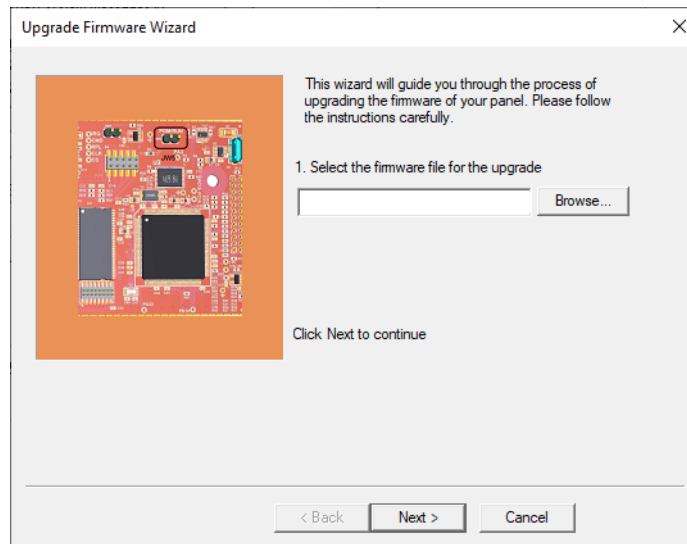 Upgrade Firmware Wizard
This wizard will guide you through the process of
upgrading the firmware of your panel. Please follow
the instructions carefully.
1. Select the firmware file for the upgrade
Browse...
Click Next to continue
< Back
Next >
Cancel